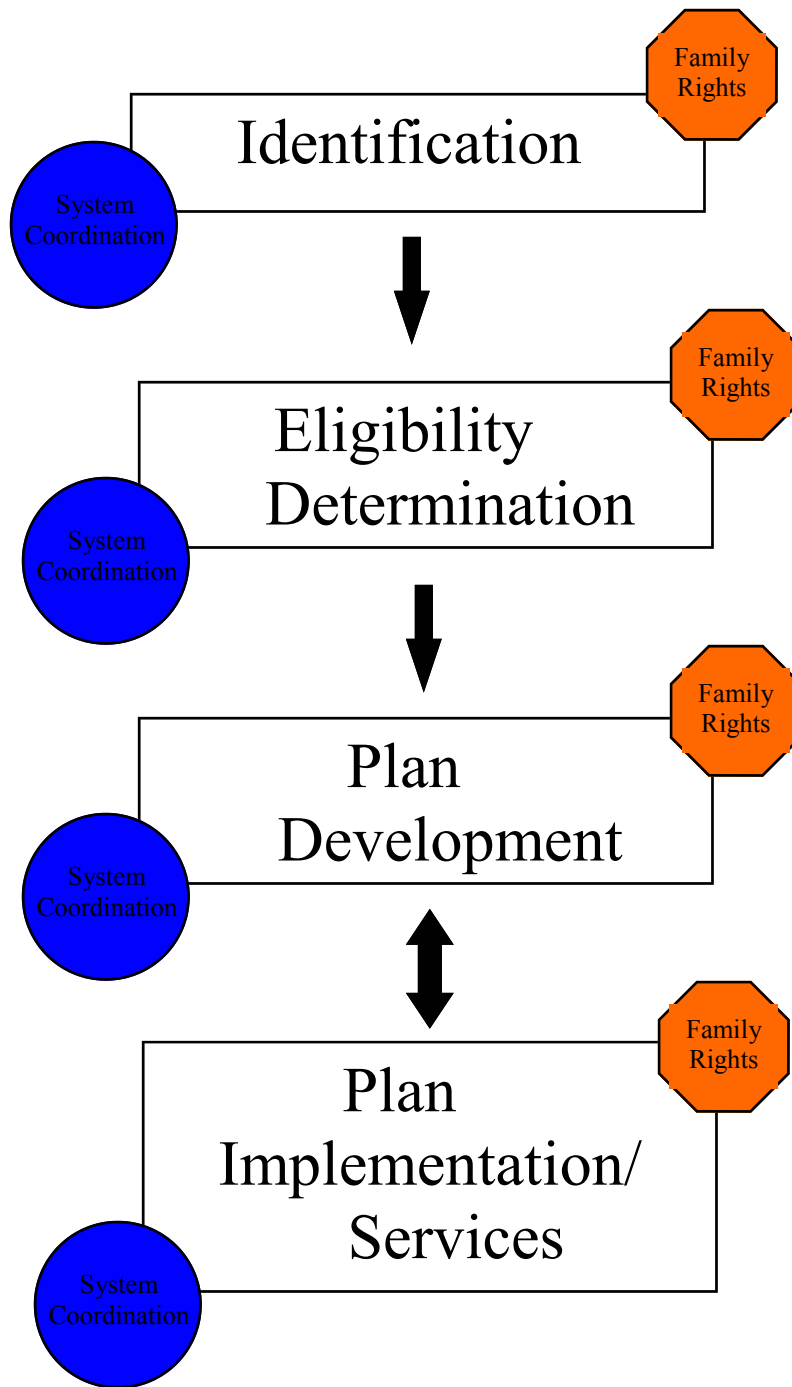 Family
Rights
Identification
System
Coordination
Family
Rights
Eligibility
Determination
System
Coordination
Family
Rights
Plan
Development
System
Coordination
Family
Rights
Plan
Implementation/
Services
System
Coordination